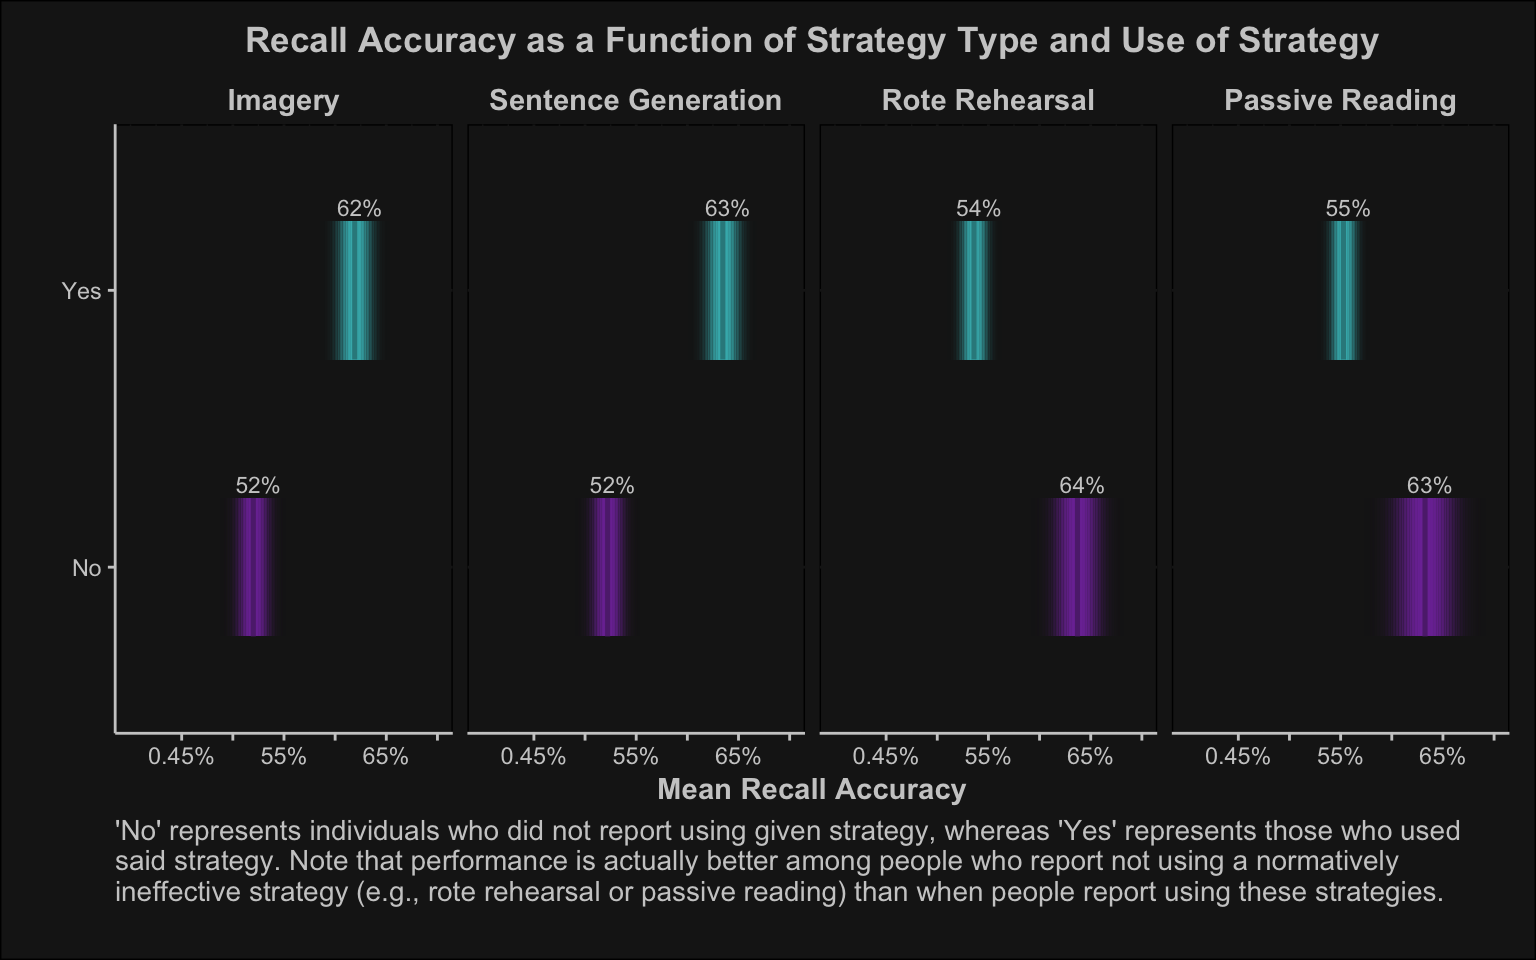 Recall Accuracy as a Function of Strategy Type and Use of Strategy
Imagery Sentence Generation Rote Rehearsal Passive Reading
62% 63% 54% 55%
Yes
52% 52% 64% 63%
No
0.45% 55% 65% 0.45% 55% 65% 0.45% 55% 65% 0.45% 55% 65%
Mean Recall Accuracy
'No' represents individuals who did not report using given strategy, whereas 'Yes' represents those who used
said strategy. Note that performance is actually better among people who report not using a normatively
ineffective strategy (e.g., rote rehearsal or passive reading) than when people report using these strategies.